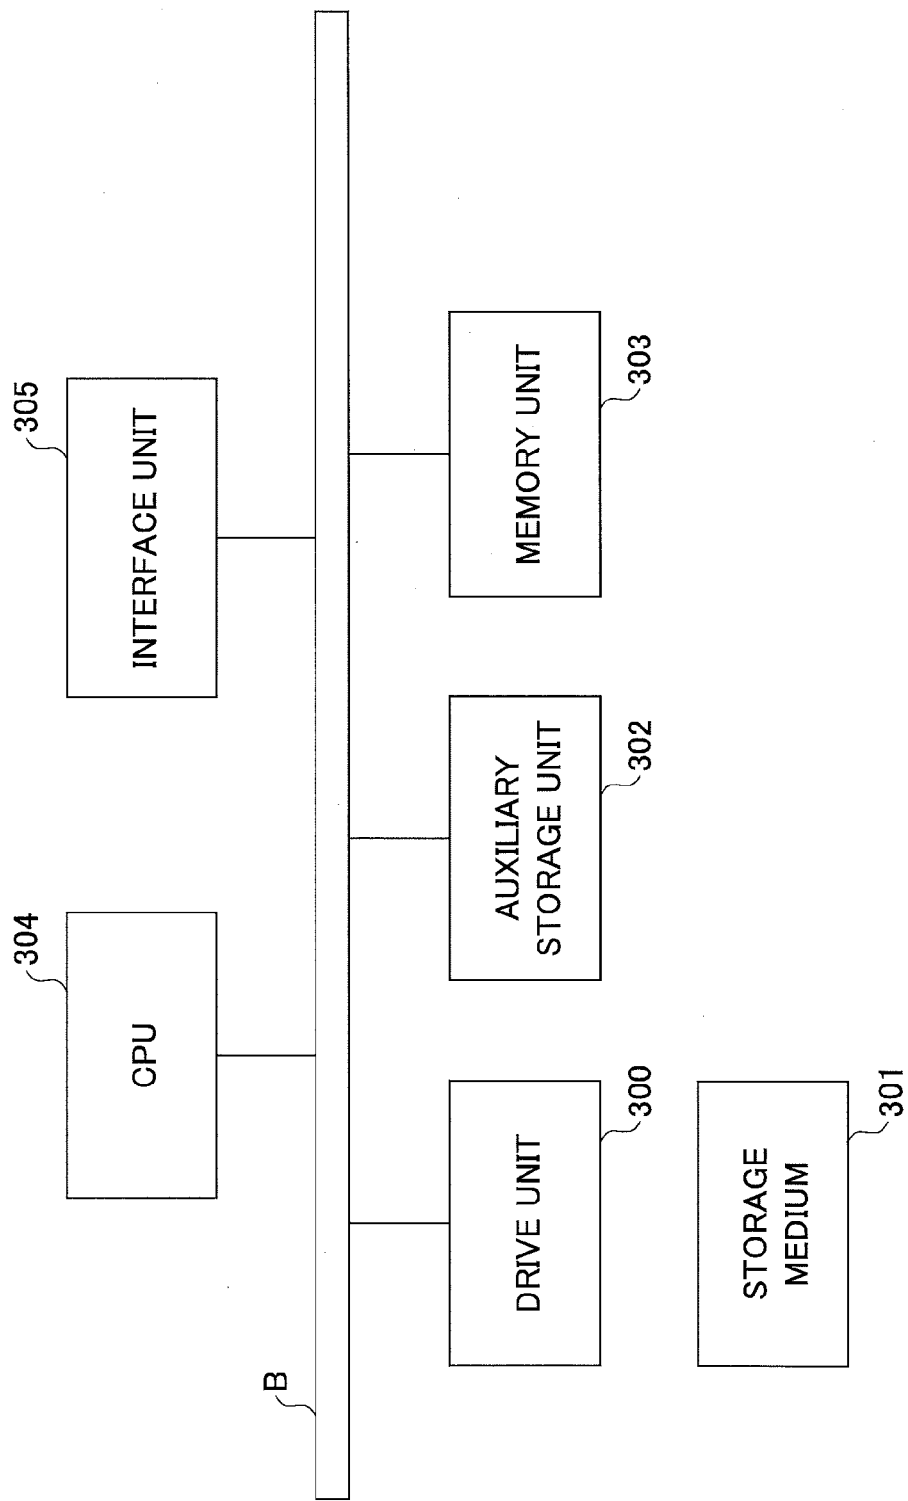 304
CPU
305
INTERFACE UNIT
B
DRIVE UNIT
300
AUXILIARY
STORAGE UNIT
302
MEMORY UNIT
303
STORAGE
MEDIUM
301